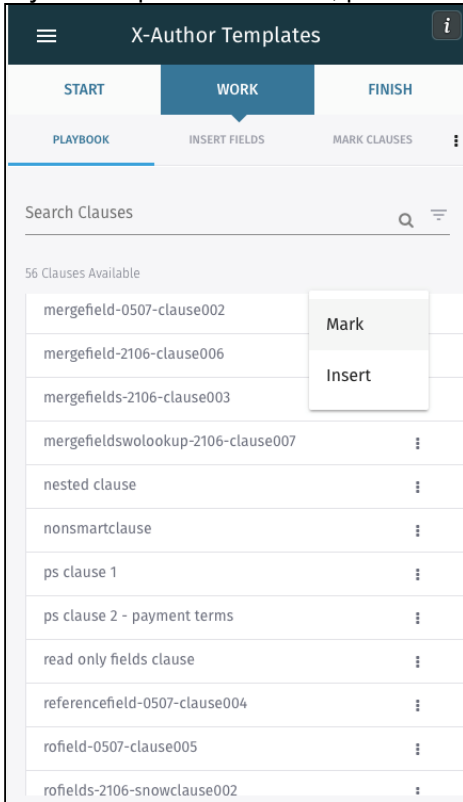 X-Author Templates
i
START WORK FINISH
PLAYBOOK INSERT FIELDS MARK CLAUSES
Search Clauses
56 Clauses Available
mergefield-0507-clause002
Mark
mergefield-2106-clause006
Insert
mergefields-2106-clause003
mergefieldswolookup-2106-clause007
nested clause
nonsmartclause
ps clause 1
ps clause 2 - payment terms
read only fields clause
referencefield-0507-clause004
rofield-0507-clause005
rofields-2106-snowclause002